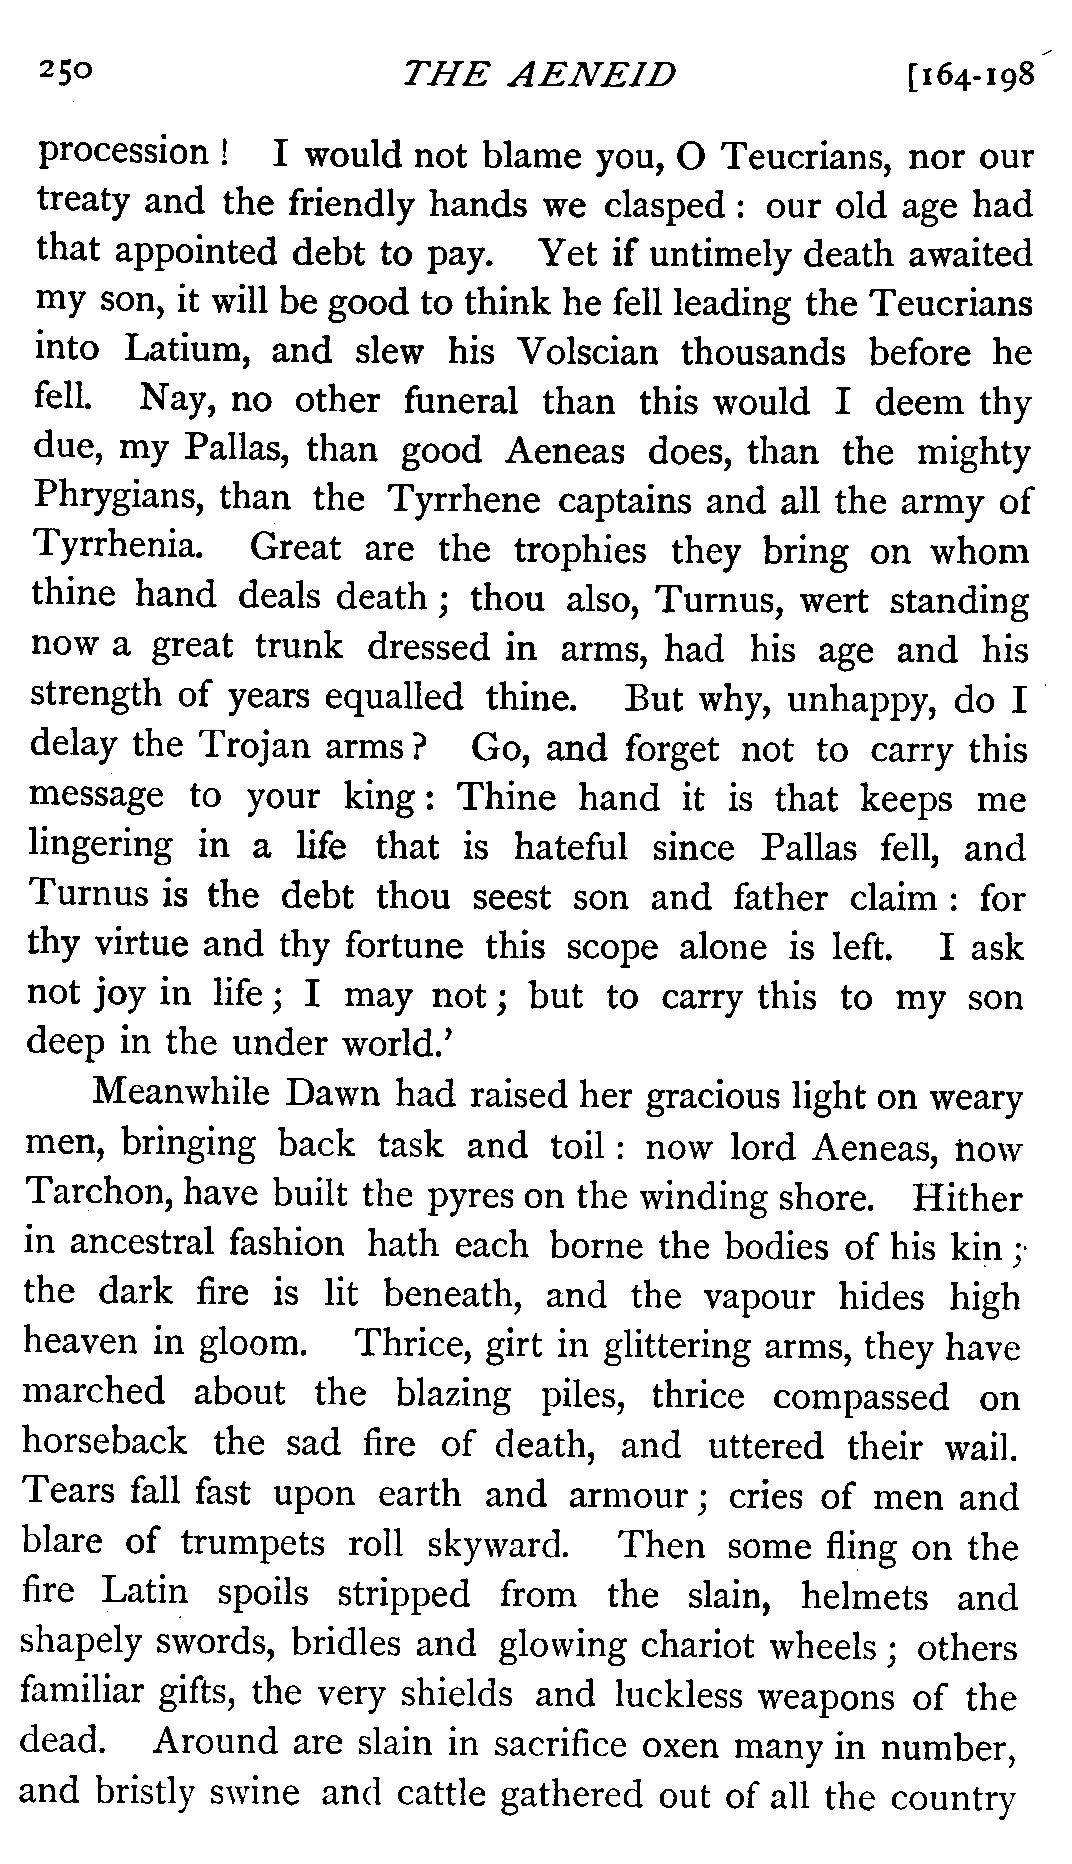 250 THE AENEID [164-198
procession! I would not blame you, O Teucrians, nor our
treaty and the friendly hands we clasped: our old age had
that appointed debt to pay. Yet if untimely death awaited
my son, it will be good to think he fell leading the Teucrians
into Latium, and slew his Volscian thousands before he
fell. Nay, no other funeral than this would I deem thy
due, my Pallas, than good Aeneas does, than the mighty
Phrygians, than the Tyrrhene captains and all the army of
Tyrrhenia. Great are the trophies they bring on whom
thine hand deals death; thou also, Turnus, wert standing
now a great trunk dressed in arms, had his age and his
strength of years equalled thine. But why, unhappy, do I
delay the Trojan arms? Go, and forget not to carry this
message to your king: Thine hand it is that keeps me
lingering in a life that is hateful since Pallas fell, and
Turnus is the debt thou seest son and father claim: for
thy virtue and thy fortune this scope alone is left. I ask
not joy in life; I may not; but to carry this to my son
deep in the under world.'
Meanwhile Dawn had raised her gracious light on weary
men, bringing back task and toil: now lord Aeneas, now
Tarchon, have built the pyres on the winding shore. Hither
in ancestral fashion hath each borne the bodies of his kin;
the dark fire is lit beneath, and the vapour hides high
heaven in gloom. Thrice, girt in glittering arms, they have
marched about the blazing piles, thrice compassed on
horseback the sad fire of death, and uttered their wail.
Tears fall fast upon earth and armour; cries of men and
blare of trumpets roll skyward. Then some fling on the
fire Latin spoils stripped from the slain, helmets and
shapely swords, bridles and glowing chariot wheels; others
familiar gifts, the very shields and luckless weapons of the
dead. Around are slain in sacrifice oxen many in number,
and bristly swine and cattle gathered out of all the country